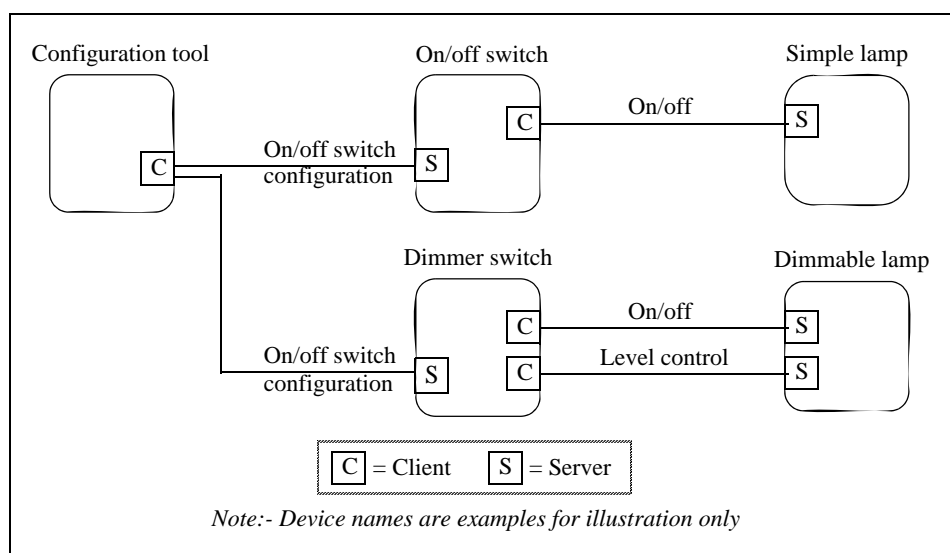 Configuration tool
On/off switch
Simple lamp
C
On/off
S
On/off switch
configuration
C
S
Dimmer switch
Dimmable lamp
C
On/off
S
On/off switch
configuration
S
C
Level control
S
C = Client
S = Server
Note:- Device names are examples for illustration only